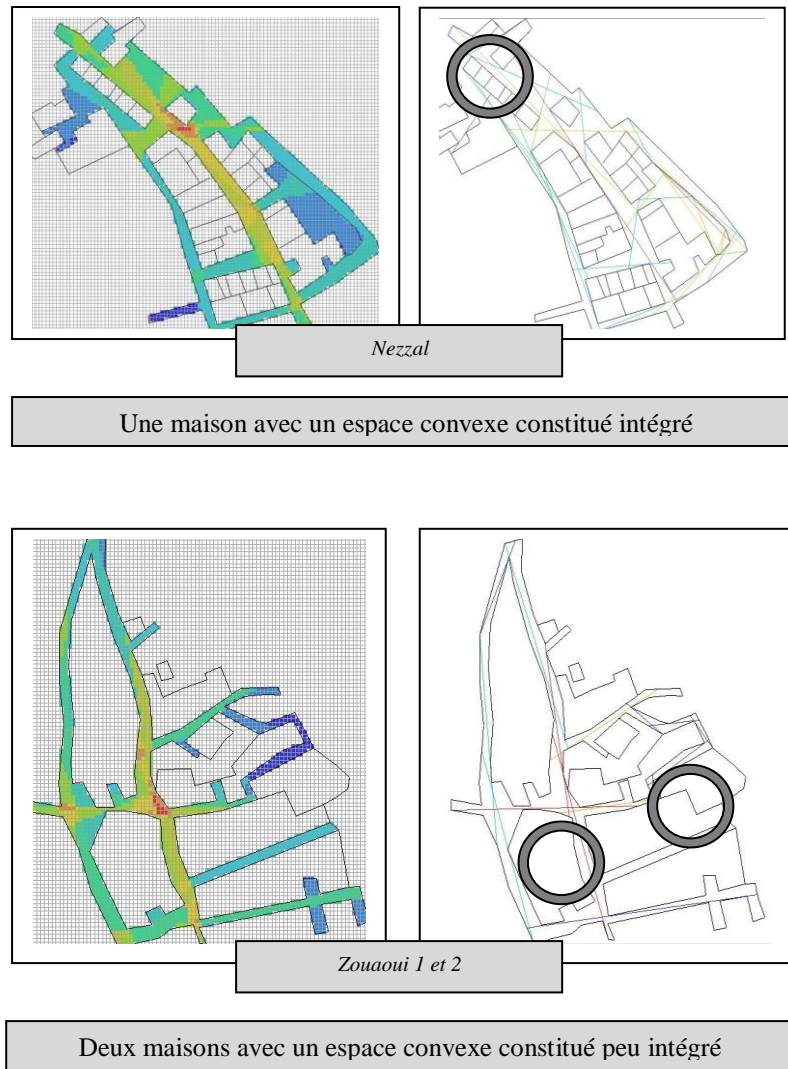 Nezzal
Une maison avec un espace convexe constitué intégré
Zouaoui 1 et 2
Deux maisons avec un espace convexe constitué peu intégré